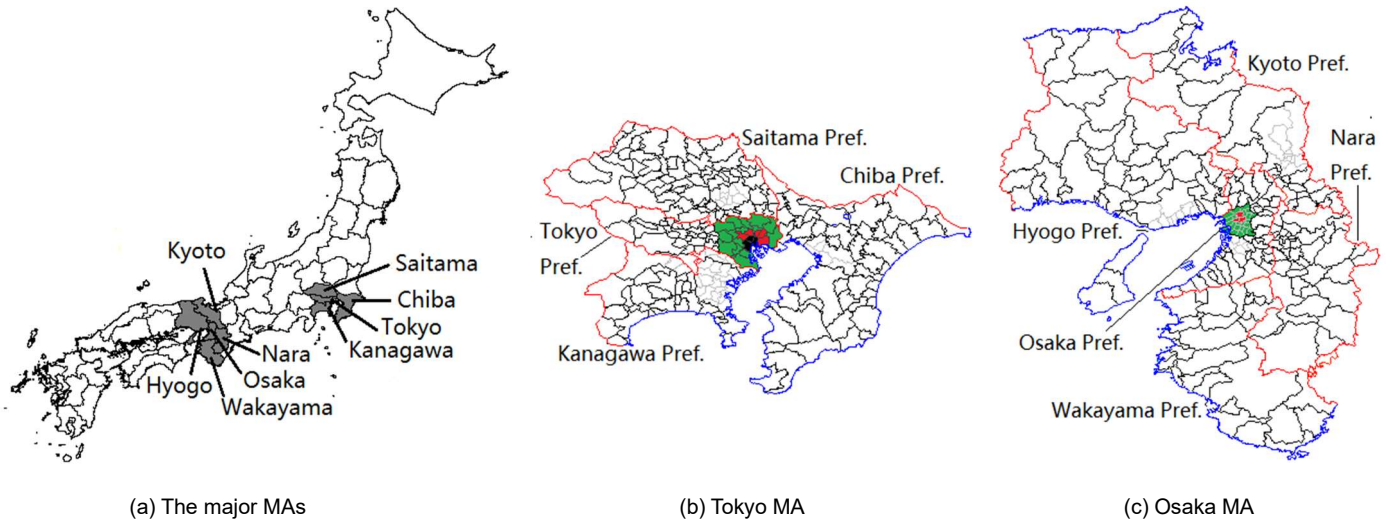 Kyoto
Saitama
Chiba
Tokyo
Kanagawa
Nara
Osaka
Hyogo
Wakayama
(a) The major MAs
Saitama Pref.
Chiba Pref.
Tokyo
Pref.
Kanagawa Pref.
(b) Tokyo MA
Kyoto Pref.
Nara
Pref.
Hyogo Pref.
Osaka Pref.
Wakayama Pref.
(c) Osaka MA